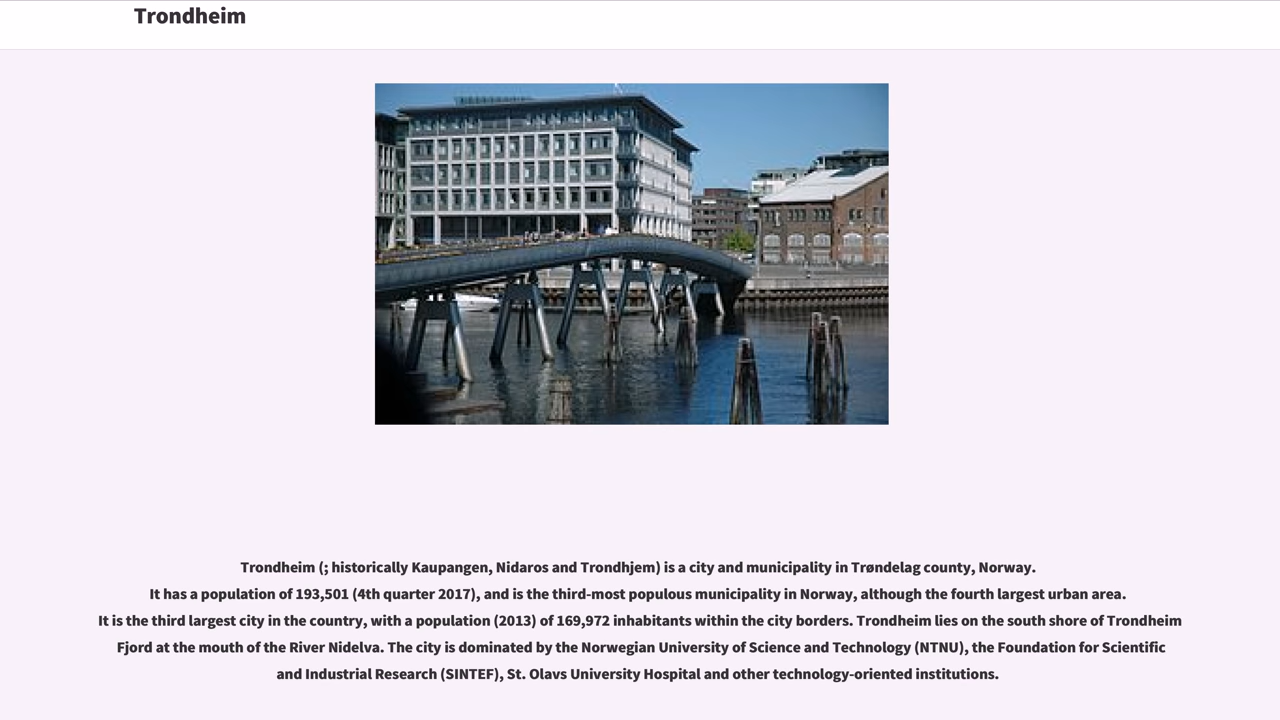 Trondheim
Trondheim (; historically Kaupangen, Nidaros and Trondhjem) is a city and municipality in Trøndelag county, Norway.
It has a population of 193,501 (4th quarter 2017), and is the third-most populous municipality in Norway, although the fourth largest urban area.
It is the third largest city in the country, with a population (2013) of 169,972 inhabitants within the city borders. Trondheim lies on the south shore of Trondheim
Fjord at the mouth of the River Nidelva. The city is dominated by the Norwegian University of Science and Technology (NTNU), the Foundation for Scientific
and Industrial Research (SINTEF), St. Olavs University Hospital and other technology-oriented institutions.